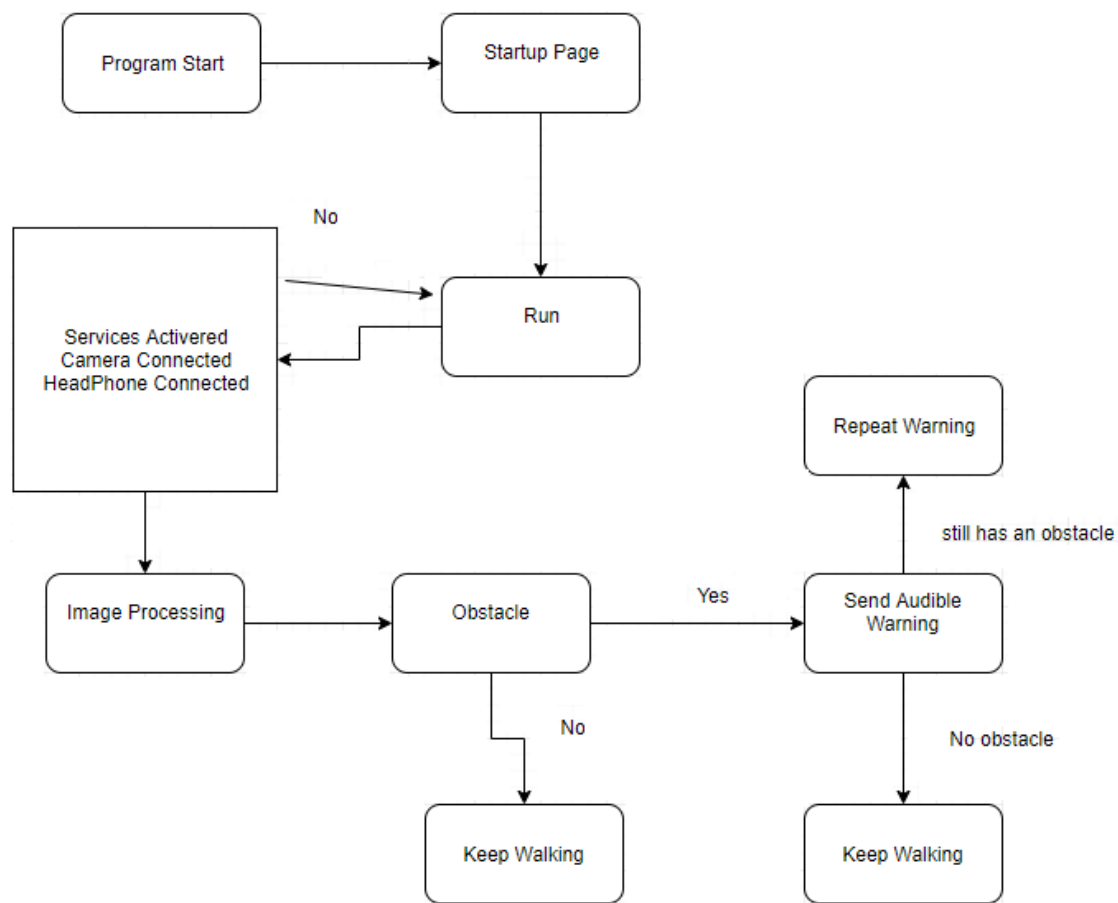 Program Start
Startup Page
No
Run
Services Activered
Camera Connected
HeadPhone Connected
Repeat Warning
still has an obstacle
Image Processing
Obstacle
Yes
Send Audible
Warning
No
No obstacle
Keep Walking
Keep Walking